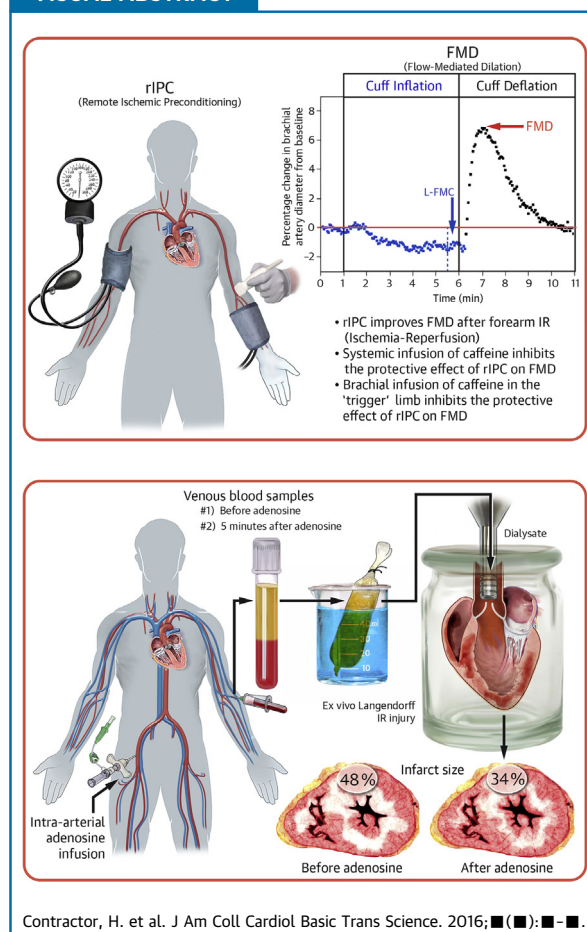 rIPC
(Remote Ischemic Preconditioning)
FMD
(Flow-Mediated Dilation)
Cuff Inflation
Cuff Deflation
Percentage change in brachial
artery diameter from baseline
8
6
4
2
0
-2
FMD
L-FMC
0 1 2 3 4 5 6 7 8 9 10 11
Time (min)
• rIPC improves FMD after forearm IR
(Ischemia-Reperfusion)
• Systemic infusion of caffeine inhibits
the protective effect of rIPC on FMD
• Brachial infusion of caffeine in the
'trigger' limb inhibits the protective
effect of rIPC on FMD
Venous blood samples
#1) Before adenosine
#2) 5 minutes after adenosine
Dialysate
30
20
10
Ex vivo Langendorff
IR injury
Infarct size
48%
34%
Before adenosine
After adenosine
Intra-arterial
adenosine
infusion
Contractor, H. et al. J Am Coll Cardiol Basic Trans Science. 2016;■(■):■-■.